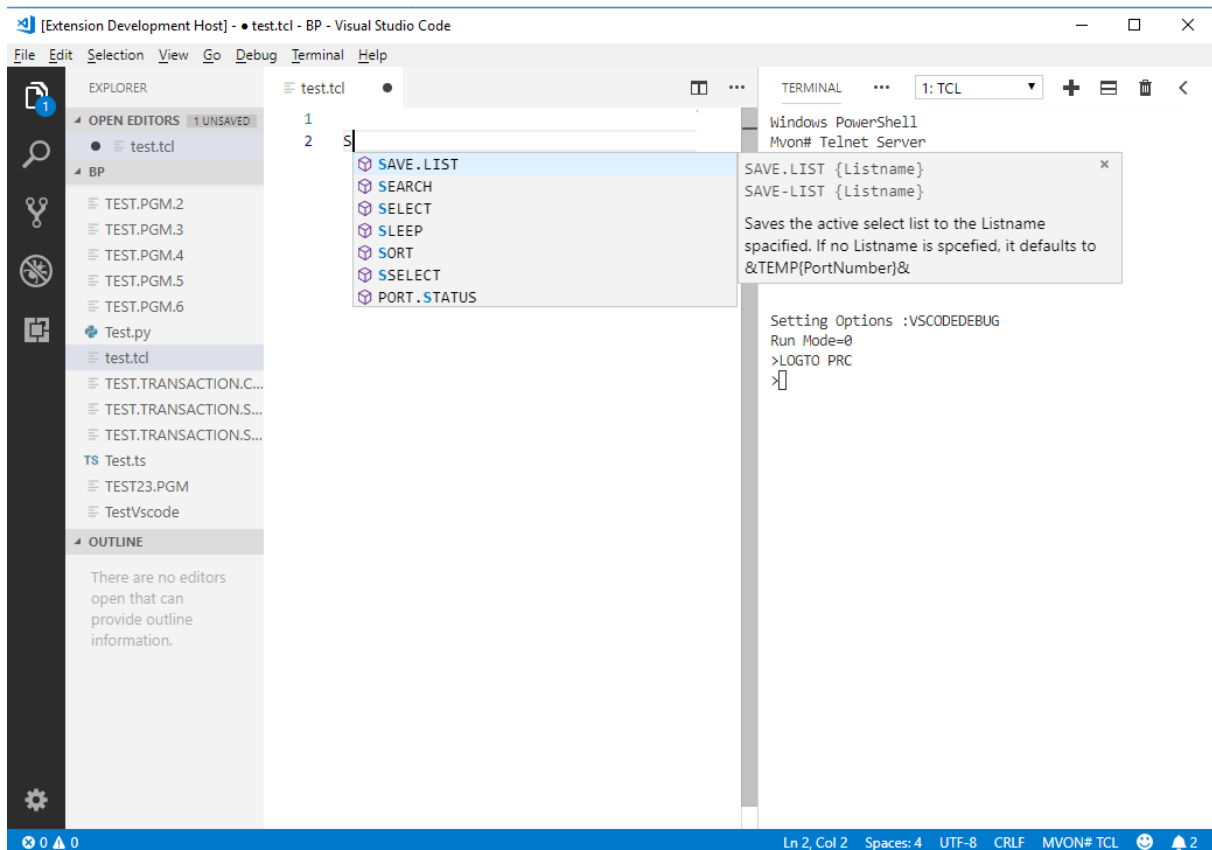 [Extension Development Host] - ● test.tcl - BP - Visual Studio Code
File Edit Selection View Go Debug Terminal Help
1
EXPLORER
OPEN EDITORS 1 UNSAVED
● test.tcl
BP
TEST.PGM.2
TEST.PGM.3
TEST.PGM.4
TEST.PGM.5
TEST.PGM.6
Test.py
test.tcl
TEST.TRANSACTION.C...
TEST.TRANSACTION.S...
TEST.TRANSACTION.S...
TS Test.ts
TEST23.PGM
TestVscode
OUTLINE
There are no editors
open that can
provide outline
information.
test.tcl ●
1
2 S
SAVE.LIST
SEARCH
SELECT
SLEEP
SORT
SSELECT
PORT.STATUS
SAVE.LIST {Listname}
SAVE-LIST {Listname}
Saves the active select list to the Listname
spacified. If no Listname is spcefied, it defaults to
&TEMP{PortNumber}&
TERMINAL ... 1: TCL
Windows PowerShell
Mvon# Telnet Server
Setting Options :VSCODEDEBUG
Run Mode=0
>LOGTO PRC
>
0 0
Ln 2, Col 2 Spaces: 4 UTF-8 CRLF MVON# TCL 2